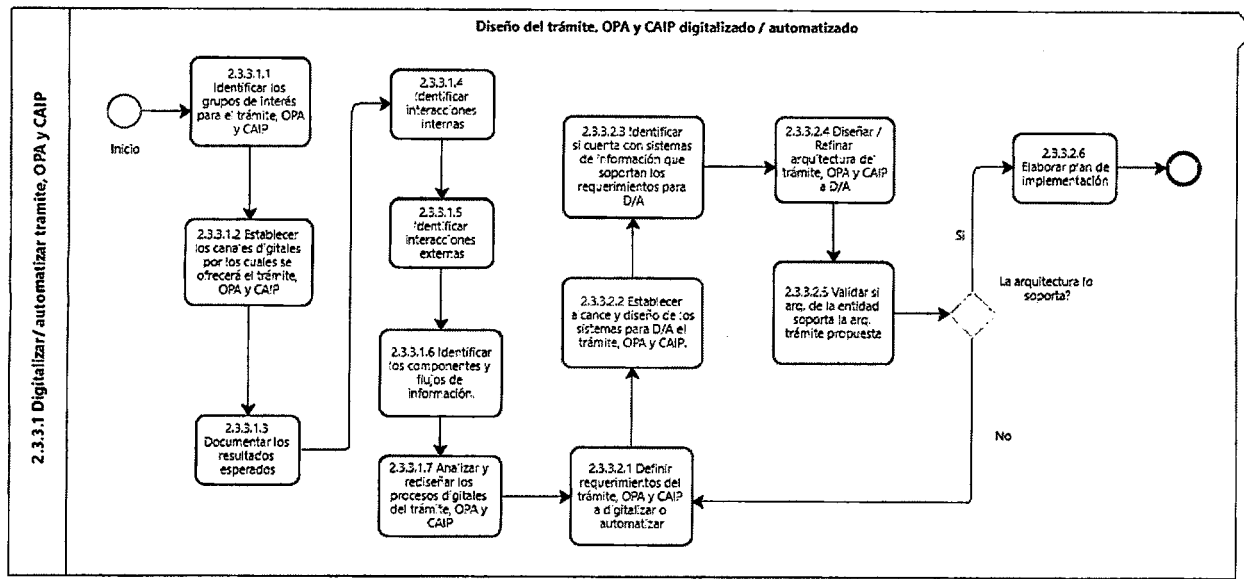 Diseño del trámite, OPA y CAIP digitalizado / automatizado
2.3.3.1 Digitalizar/ automatizar tramite, OPA y CAIP
Inicio
2.3.3.1.1
Identificar los
grupos de interés
para el trámite, OPA
y CAIP
2.3.3.1.2 Establecer
los canales digitales
por los cuales se
ofrecerá el trámite,
OPA y CAIP
2.3.3.1.3
Documentar los
resultados
esperados
2.3.3.1.4
Identificar
interacciones
internas
2.3.3.1.5
Identificar
interacciones
externas
2.3.3.1.6 Identificar
los componentes y
flujos de
información.
2.3.3.1.7 Analizar y
rediseñar los
procesos digitales
del trámite, OPA y
CAIP
2.3.3.2.1 Definir
requerimientos del
trámite, OPA y CAIP
a digitalizar o
automatizar
2.3.3.2.2 Establecer
alcance y diseño de los
sistemas para D/A el
trámite, OPA y CAIP.
2.3.3.2.3 Identificar
si cuenta con sistemas
de información que
soportan los
requerimientos para
D/A
2.3.3.2.4 Diseñar /
Refinar
arquitectura de
trámite, OPA y CAIP
a D/A
2.3.3.2.5 Validar si
arq. de la entidad
soporta la arq.
trámite propuesta
La arquitectura lo
soporta?
Si
No
2.3.3.2.6
Elaborar plan de
implementación